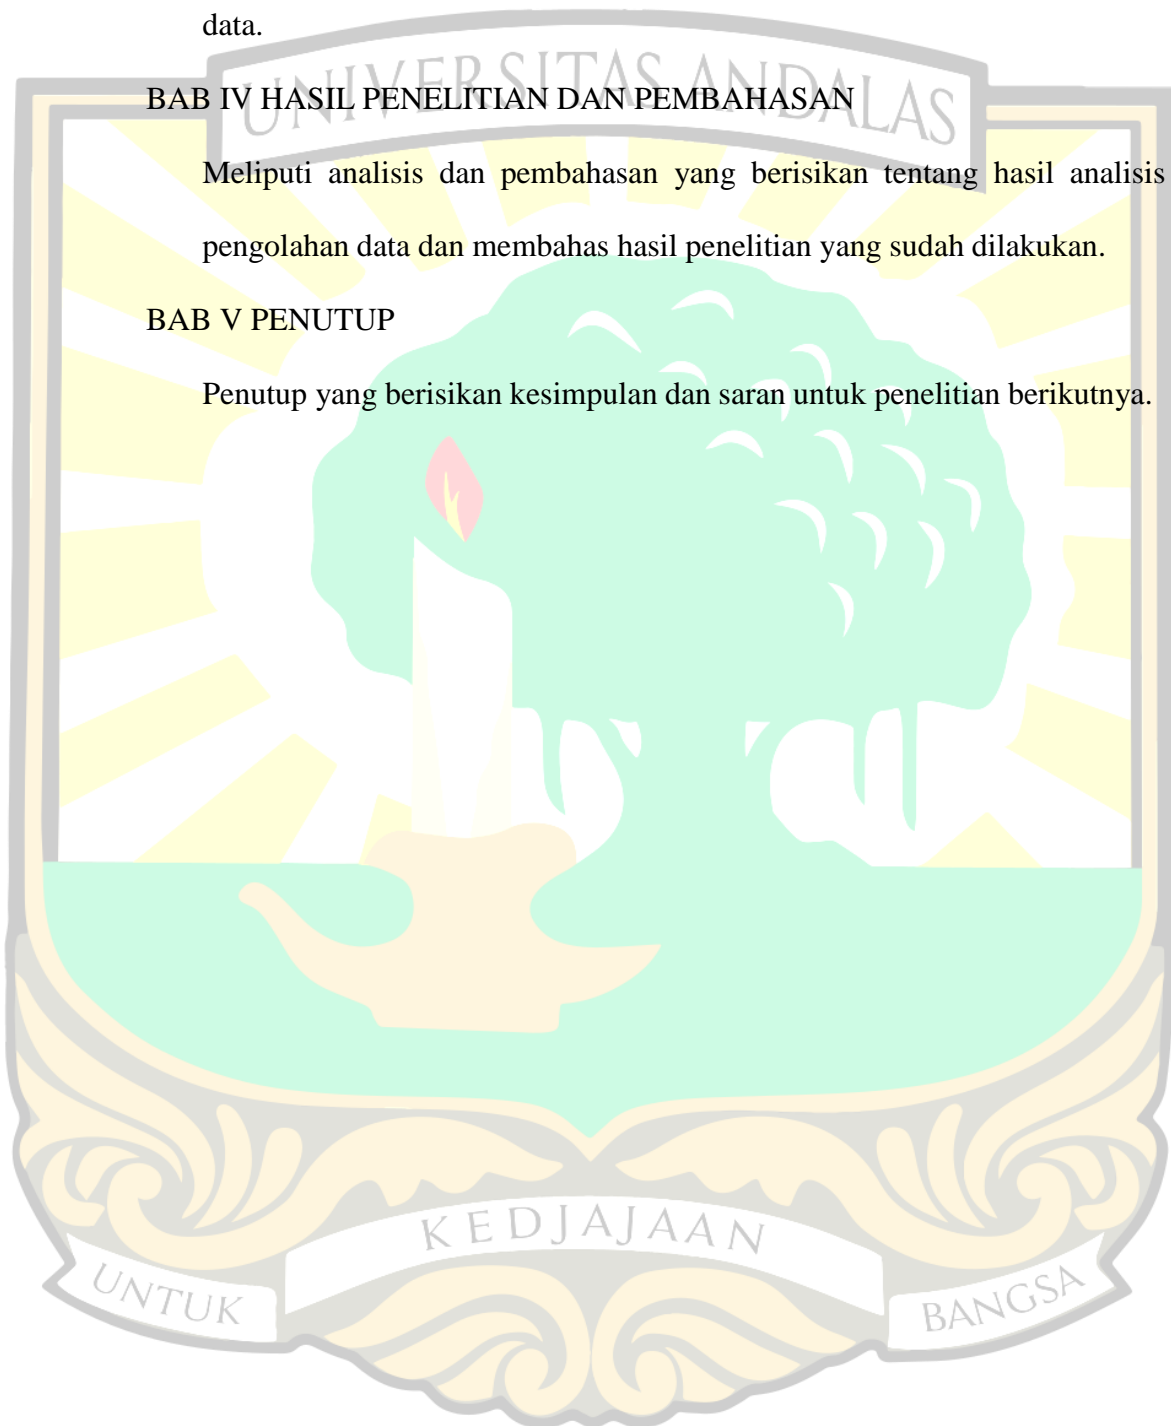 data.
UNIVERSITAS ANDALAS
BAB IV HASIL PENELITIAN DAN PEMBAHASAN
Meliputi analisis dan pembahasan yang berisikan tentang hasil analisis
pengolahan data dan membahas hasil penelitian yang sudah dilakukan.
BAB V PENUTUP
Penutup yang berisikan kesimpulan dan saran untuk penelitian berikutnya.
UNTUK KEDJAJAAN BANGSA